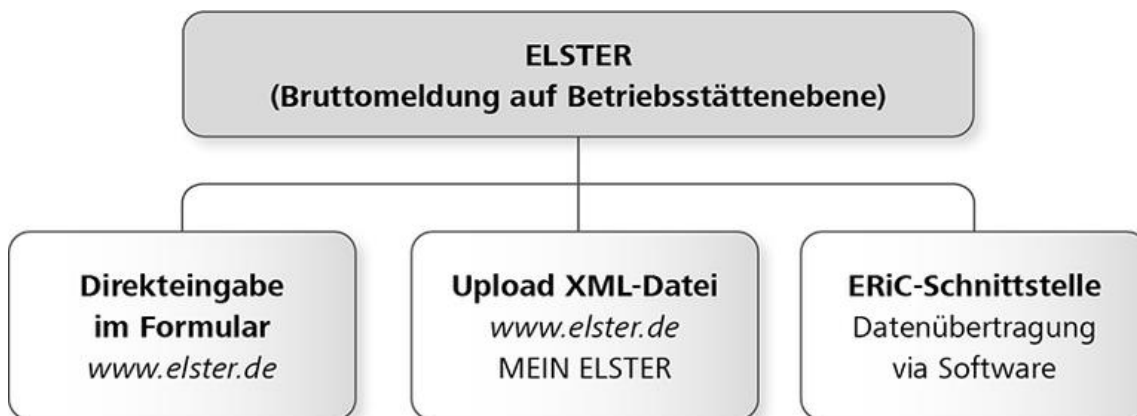 ELSTER
(Bruttomeldung auf Betriebsstättenebene)
Direkteingabe
im Formular
www.elster.de
Upload XML-Datei
www.elster.de
MEIN ELSTER
ERiC-Schnittstelle
Datenübertragung
via Software